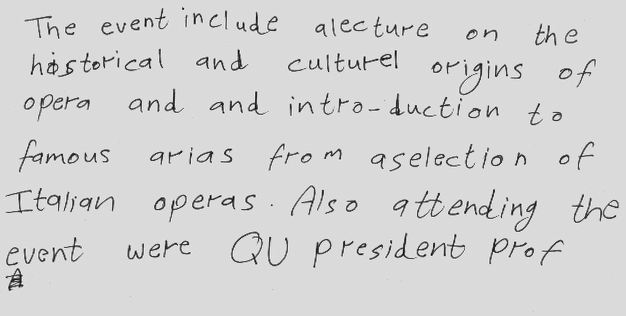 The event include alecture on the
historical and culturel origins of
opera and and intro-duction to
famous arias from aselection of
Italian operas. Also attending the
event were QU president prof